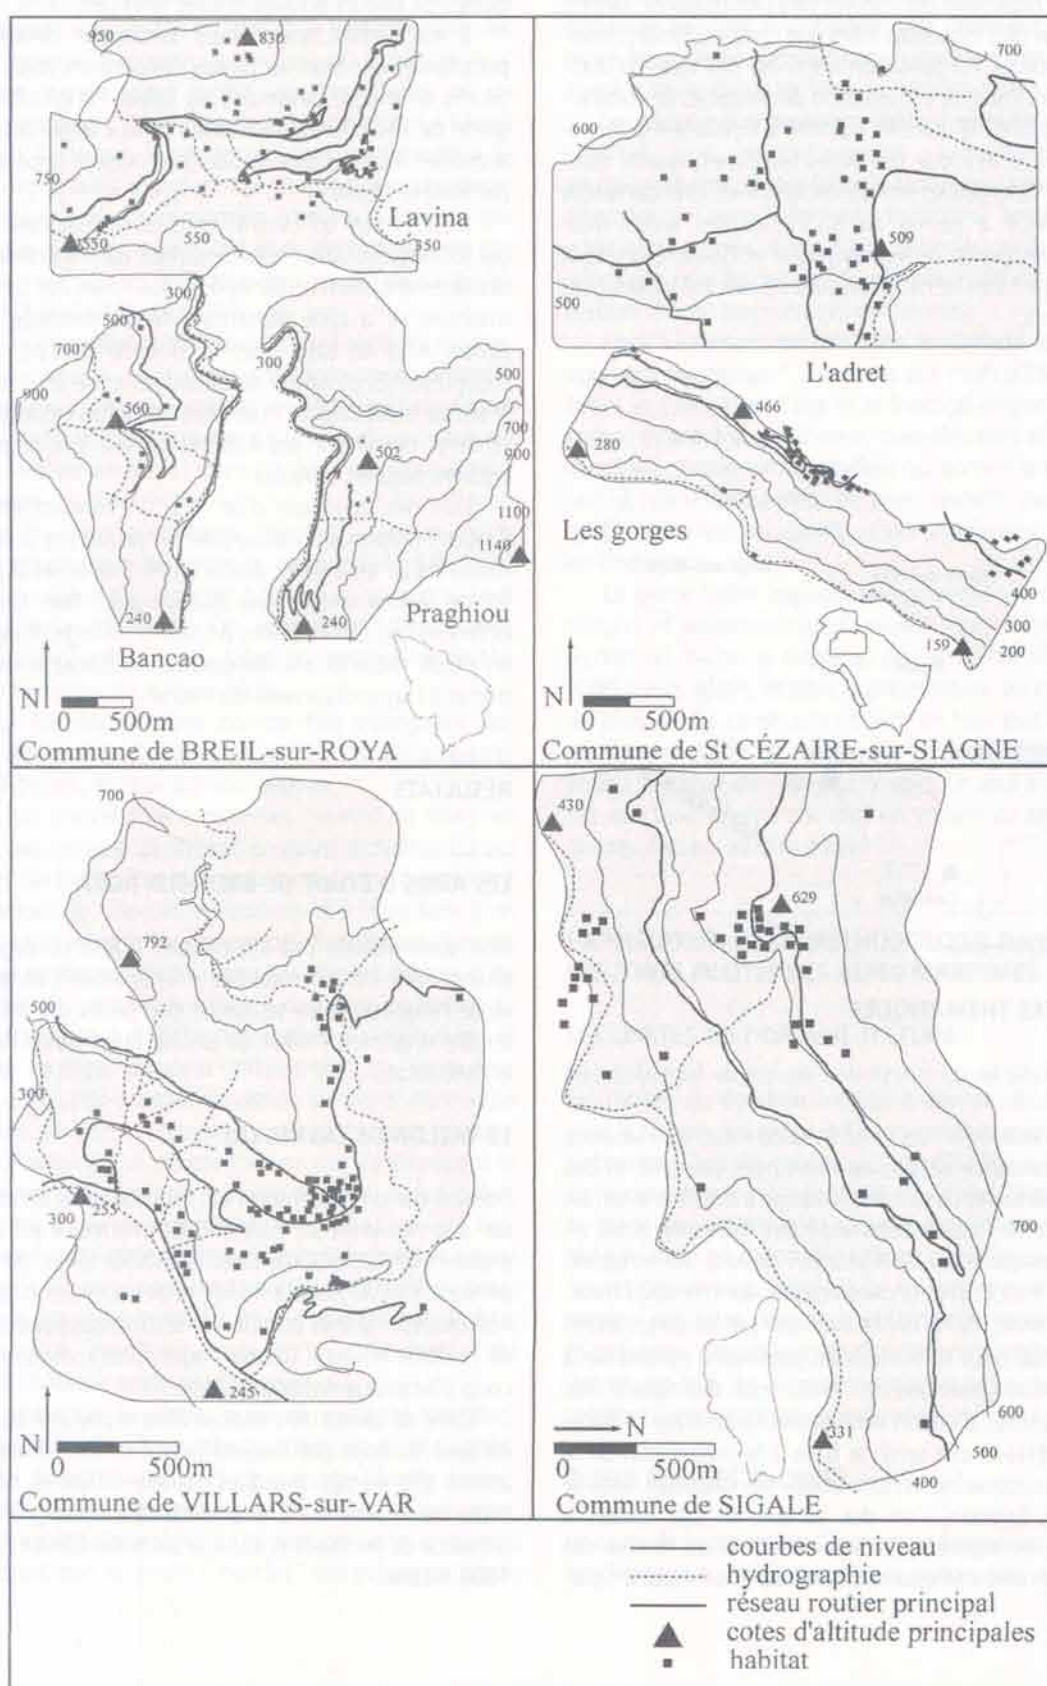 950
836
750
Lavina
550
550
350
300
500
700
900
560
240
Bancao
300
500
700
502
900
1100
1140
240
Praghiou
N
0 500m
Commune de BREIL-sur-ROYA
700
600
509
500
L'adret
466
280
Les gorges
400
300
200
159
N
0 500m
Commune de St CÉZAIRE-sur-SIAGNE
700
792
500
300
255
300
245
N
0 500m
Commune de VILLARS-sur-VAR
430
629
700
600
500
400
331
N
0 500m
Commune de SIGALE
courbes de niveau
hydrographie
réseau routier principal
cotes d'altitude principales
habitat